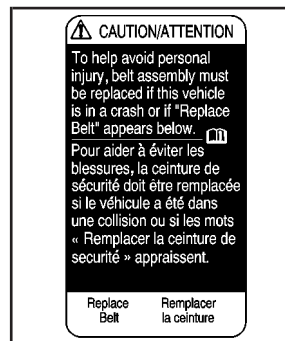 CAUTION/ATTENTION
To help avoid personal
injury, belt assembly must
be replaced if this vehicle
is in a crash or if "Replace
Belt" appears below.
Pour aider à éviter les
blessures, la ceinture de
sécurité doit être remplacée
si le véhicule a été dans
une collision ou si les mots
« Remplacer la ceinture de
securité » appraissent.
Replace Remplacer
Belt la ceinture